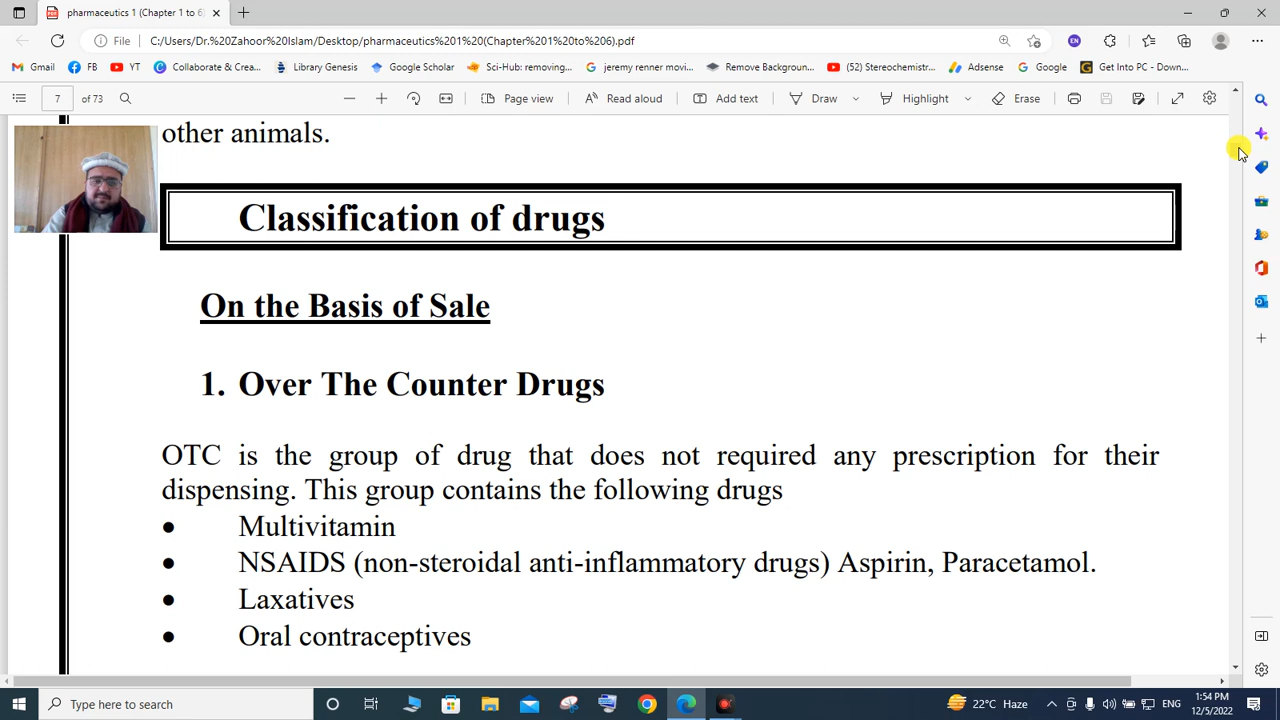 pharmaceutics 1 (Chapter 1 to 6)
File
C:/Users/Dr.%20Zahoor%20Islam/Desktop/pharmaceutics%201%20(Chapter%201%20to%206).pdf
EN
Gmail
FB
YT
Collaborate & Crea...
Library Genesis
Google Scholar
Sci-Hub: removing...
jeremy renner movi...
Remove Backgroun...
(52) Stereochemistr...
Adsense
Google
Get Into PC - Down...
7 of 73
Page view
Read aloud
Add text
Draw
Highlight
Erase
other animals.
Classification of drugs
On the Basis of Sale
1. Over The Counter Drugs
OTC is the group of drug that does not required any prescription for their
dispensing. This group contains the following drugs
• Multivitamin
• NSAIDS (non-steroidal anti-inflammatory drugs) Aspirin, Paracetamol.
• Laxatives
• Oral contraceptives
Type here to search
22°C Haze
ENG
1:54 PM
12/5/2022